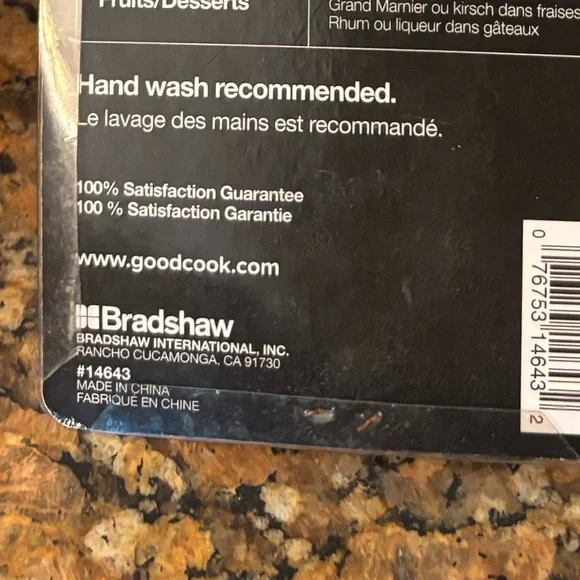 Fruits/Desserts
Grand Marnier ou kirsch dans fraises
Rhum ou liqueur dans gâteaux
Hand wash recommended.
Le lavage des mains est recommandé.
100% Satisfaction Guarantee
100 % Satisfaction Garantie
www.goodcook.com
Bradshaw
BRADSHAW INTERNATIONAL, INC.
RANCHO CUCAMONGA, CA 91730
#14643
MADE IN CHINA
FABRIQUÉ EN CHINE
0 76753 14643 2